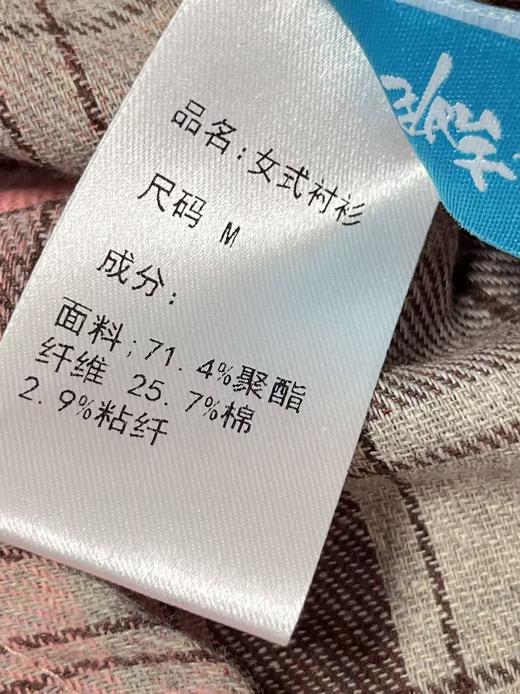 品名:女式衬衫
尺码 M
成分:
面料;71.4%聚酯
纤维 25.7%棉
2.9%粘纤